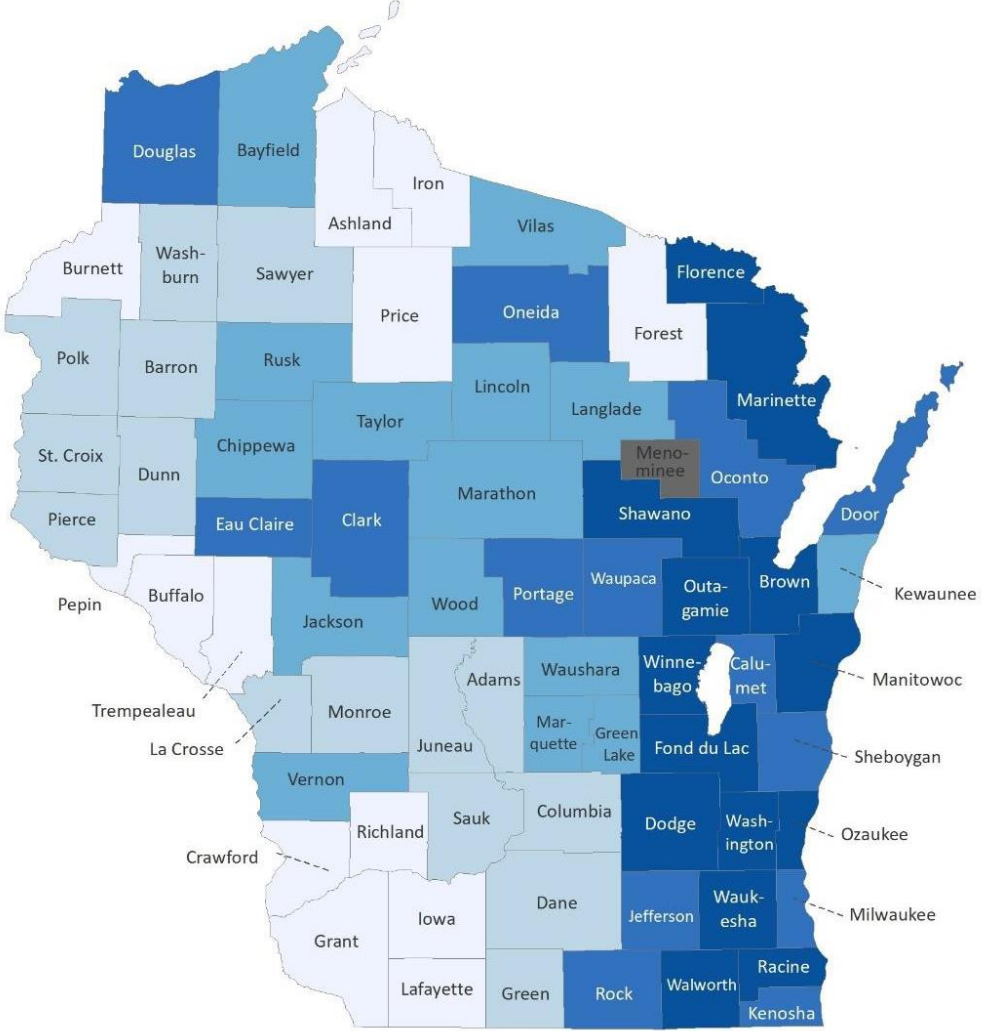 Douglas
Bayfield
Iron
Ashland
Vilas
Burnett
Wash-
burn
Sawyer
Florence
Price
Oneida
Forest
Polk
Barron
Rusk
Lincoln
Marinette
Langlade
Taylor
Chippewa
St. Croix
Dunn
Meno-
minee
Oconto
Marathon
Pierce
Eau Claire
Clark
Shawano
Door
Pepin
Buffalo
Jackson
Wood
Portage
Waupaca
Outa-
gamie
Brown
Kewaunee
Trempealeau
La Crosse
Monroe
Juneau
Adams
Waushara
Winne-
bago
Calu-
met
Manitowoc
Mar-
quette
Green
Lake
Fond du Lac
Sheboygan
Vernon
Richland
Sauk
Columbia
Dodge
Wash-
ington
Ozaukee
Crawford
Iowa
Dane
Jefferson
Wauk-
esha
Milwaukee
Grant
Lafayette
Green
Rock
Walworth
Racine
Kenosha